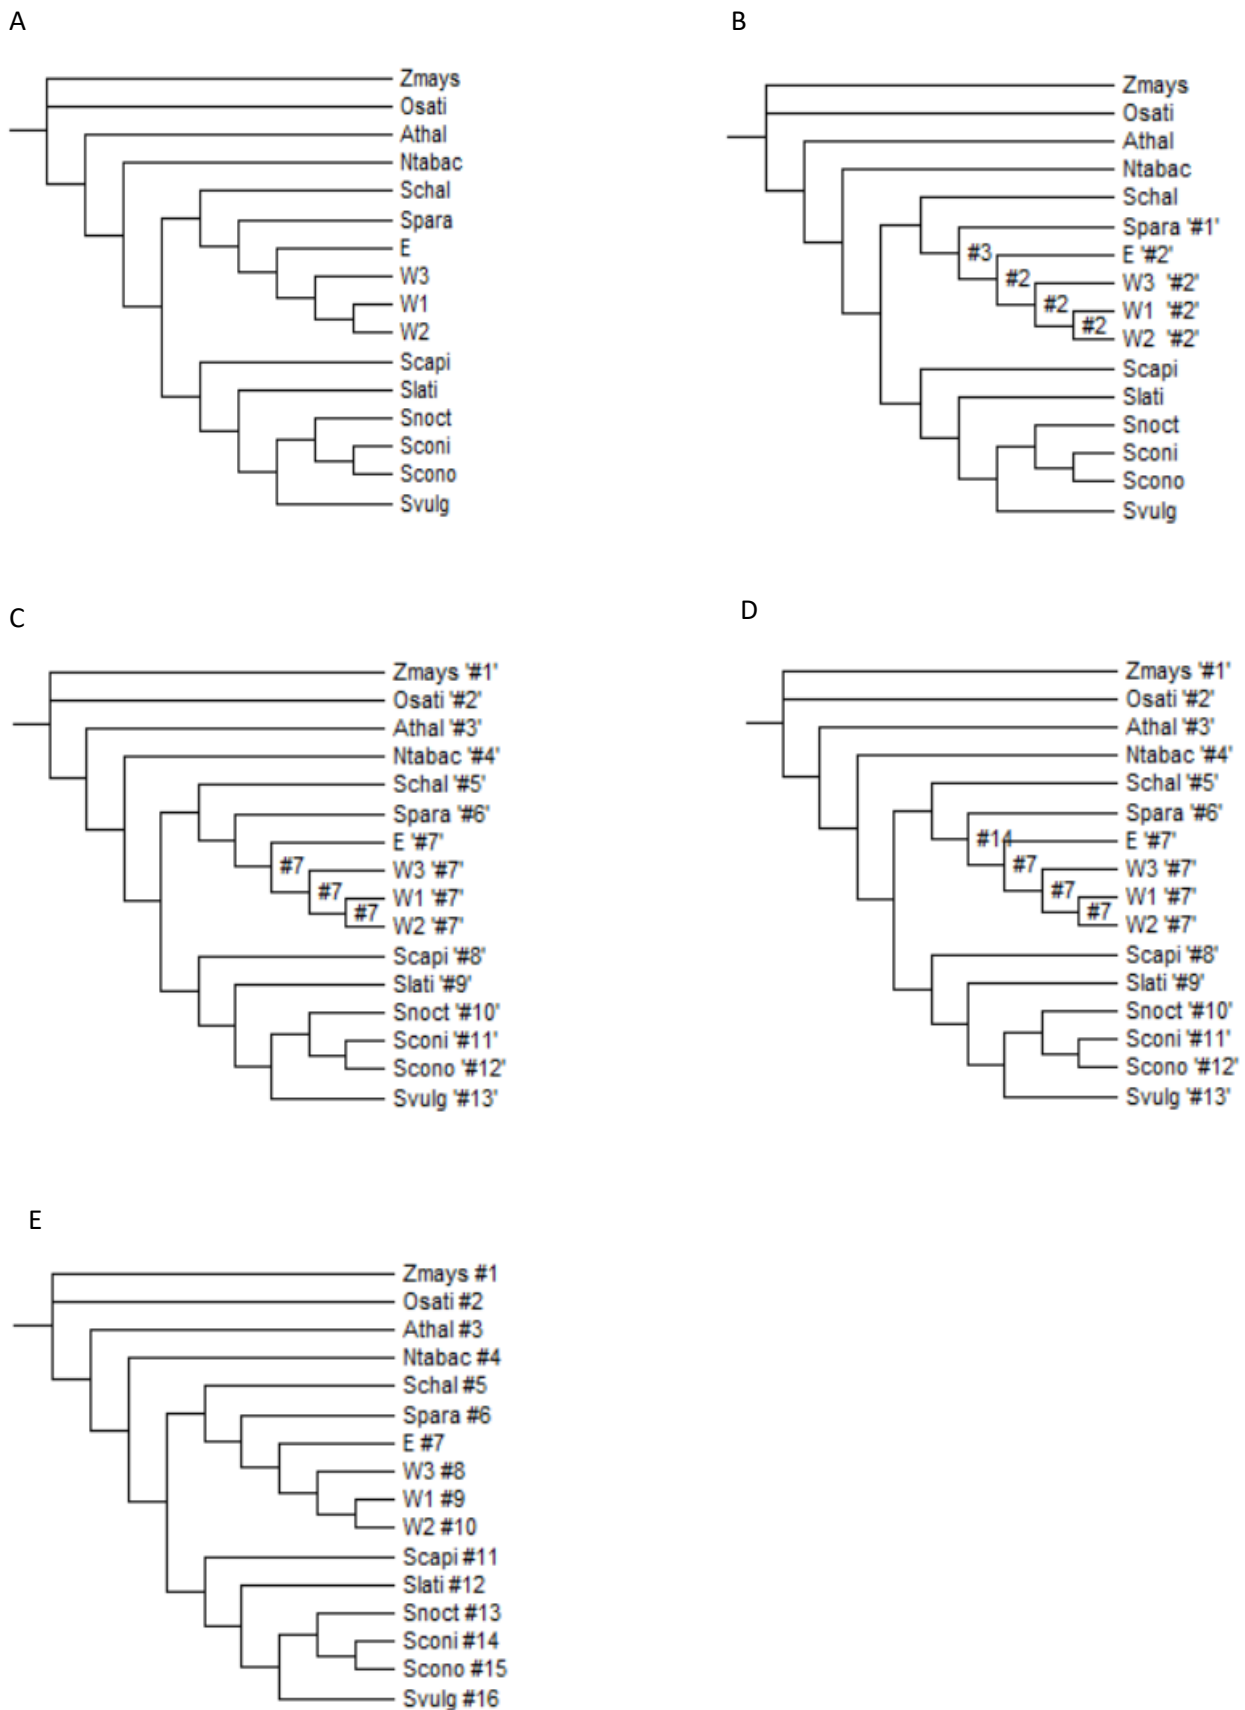 A
Zmays
Osati
Athal
Ntabac
Schal
Spara
E
W3
W1
W2
Scapi
Slati
Snoct
Sconi
Scono
Svulg
B
Zmays
Osati
Athal
Ntabac
Schal
Spara '#1'
#3
E '#2'
#2
W3 '#2'
#2
W1 '#2'
#2
W2 '#2'
Scapi
Slati
Snoct
Sconi
Scono
Svulg
C
Zmays '#1'
Osati '#2'
Athal '#3'
Ntabac '#4'
Schal '#5'
Spara '#6'
E '#7'
#7
W3 '#7'
#7
W1 '#7'
#7
W2 '#7'
Scapi '#8'
Slati '#9'
Snoct '#10'
Sconi '#11'
Scono '#12'
Svulg '#13'
D
Zmays '#1'
Osati '#2'
Athal '#3'
Ntabac '#4'
Schal '#5'
Spara '#6'
#14
E '#7'
#7
W3 '#7'
#7
W1 '#7'
#7
W2 '#7'
Scapi '#8'
Slati '#9'
Snoct '#10'
Sconi '#11'
Scono '#12'
Svulg '#13'
E
Zmays #1
Osati #2
Athal #3
Ntabac #4
Schal #5
Spara #6
E #7
W3 #8
W1 #9
W2 #10
Scapi #11
Slati #12
Snoct #13
Sconi #14
Scono #15
Svulg #16